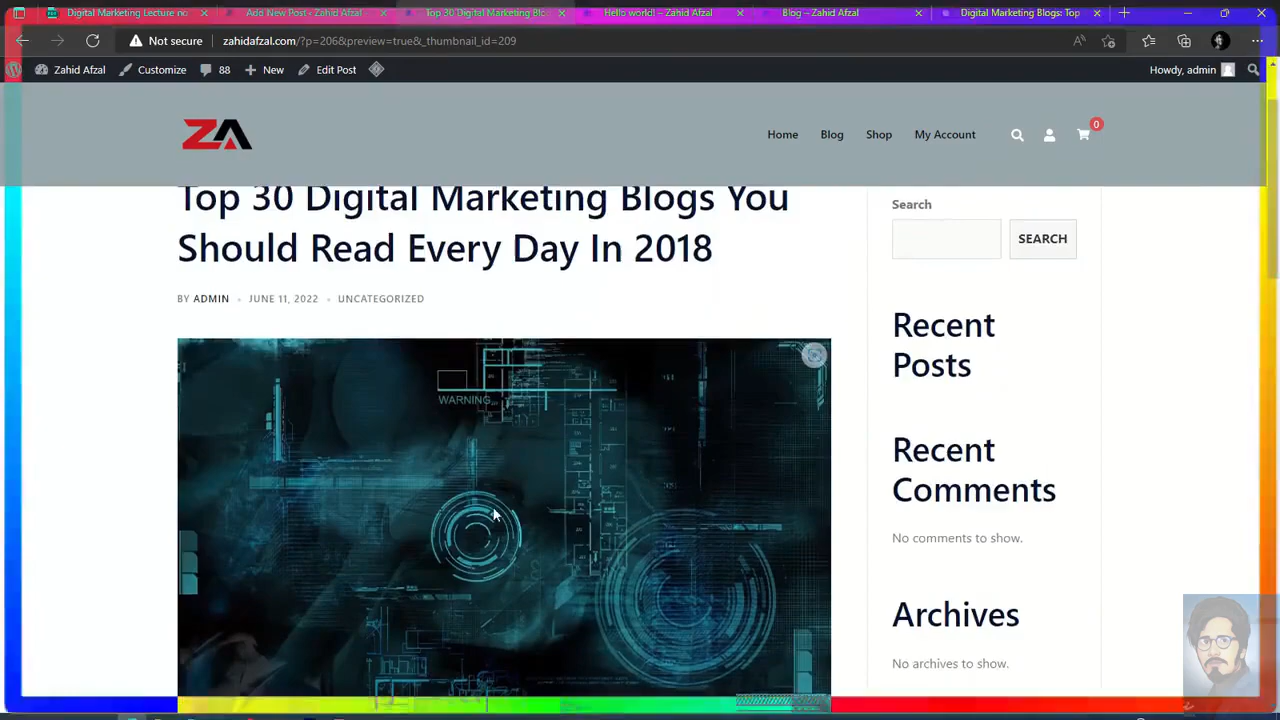 Digital Marketing Lecture no
Add New Post ‹ Zahid Afzal
Top 30 Digital Marketing Blo
Hello world! – Zahid Afzal
Blog – Zahid Afzal
Digital Marketing Blogs: Top
Not secure
zahidafzal.com/?p=206&preview=true&_thumbnail_id=209
Zahid Afzal
Customize
88
New
Edit Post
Howdy, admin
ZA
Home
Blog
Shop
My Account
0
Top 30 Digital Marketing Blogs You
Should Read Every Day In 2018
BY ADMIN
JUNE 11, 2022
UNCATEGORIZED
WARNING
Search
SEARCH
Recent
Posts
Recent
Comments
No comments to show.
Archives
No archives to show.